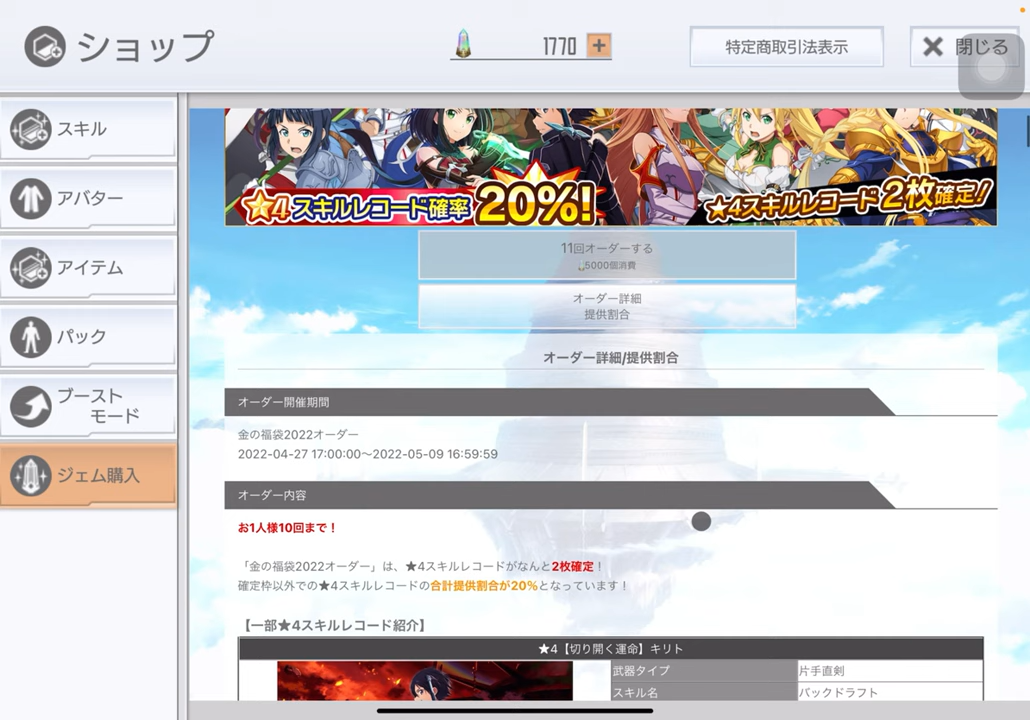 ショップ
1770
特定商取引法表示
閉じる
スキル
アバター
アイテム
パック
ブースト
モード
ジェム購入
★4スキルレコード確率20%!
★4スキルレコード2枚確定!
11回オーダーする
5000個消費
オーダー詳細
提供割合
オーダー詳細/提供割合
オーダー開催期間
金の福袋2022オーダー
2022-04-27 17:00:00〜2022-05-09 16:59:59
オーダー内容
お1人様10回まで！
「金の福袋2022オーダー」は、★4スキルレコードがなんと2枚確定！
確定枠以外での★4スキルレコードの合計提供割合が20%となっています！
【一部★4スキルレコード紹介】
★4【切り開く運命】キリト
武器タイプ 片手直剣
スキル名 バックドラフト